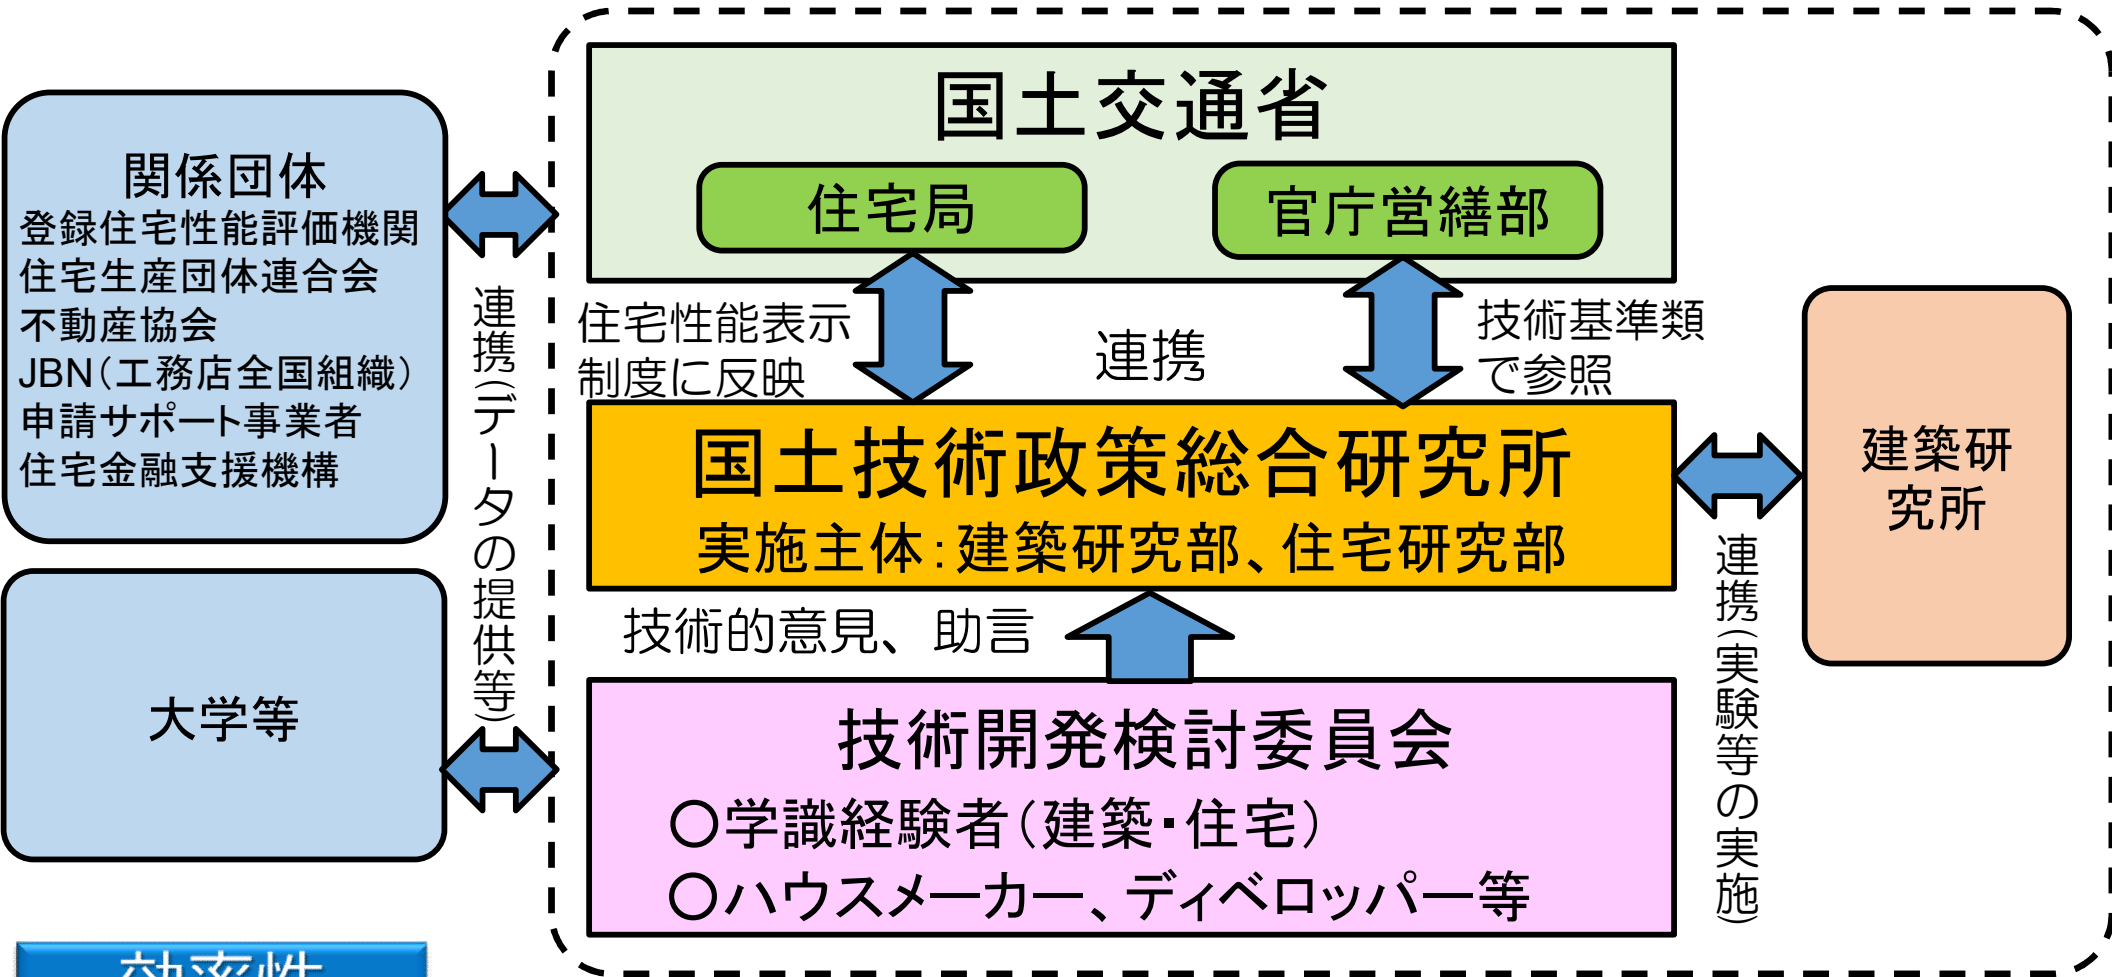 国土交通省
住宅局
官庁営繕部
関係団体
登録住宅性能評価機関
住宅生産団体連合会
不動産協会
JBN（工務店全国組織）
申請サポート事業者
住宅金融支援機構
大学等
連携（データの提供等）
住宅性能表示
制度に反映
連携
技術基準類
で参照
国土技術政策総合研究所
実施主体：建築研究部、住宅研究部
技術的意見、助言
技術開発検討委員会
○学識経験者（建築・住宅）
○ハウスメーカー、ディベロッパー等
連携（実験等の実施）
建築研
究所
効率性